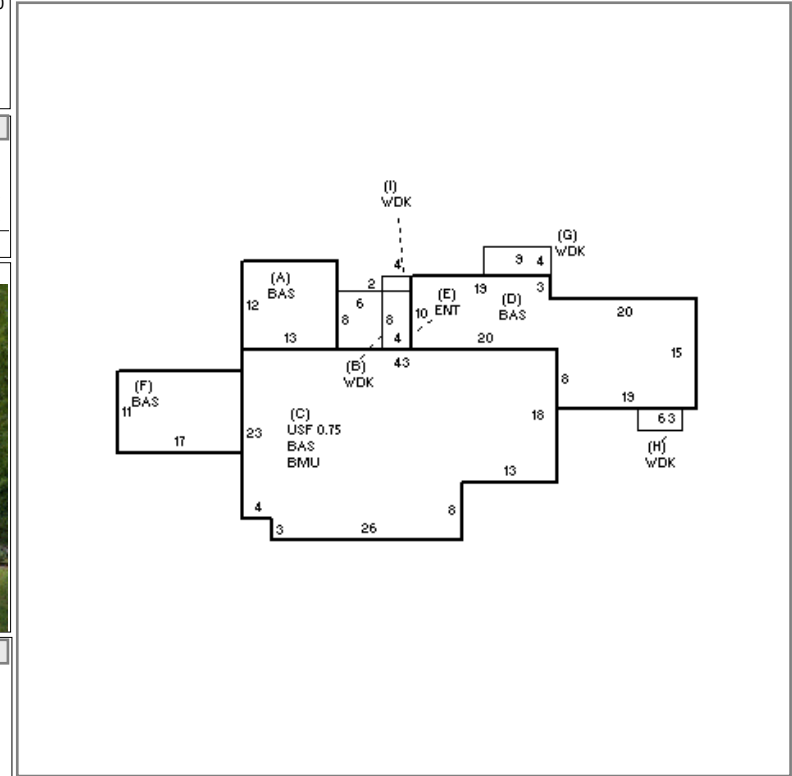 (I)
WDK
(G)
WDK
4
9 4
(A)
BAS
2
19
3
(E)
ENT
(D)
BAS
12
6
20
8
8
10
13
4
20
(B)
WDK
43
15
(F)
BAS
8
19
11
(C)
USF 0.75
BAS
BMU
18
6 3
17
23
(H)
WDK
13
4
8
3
26